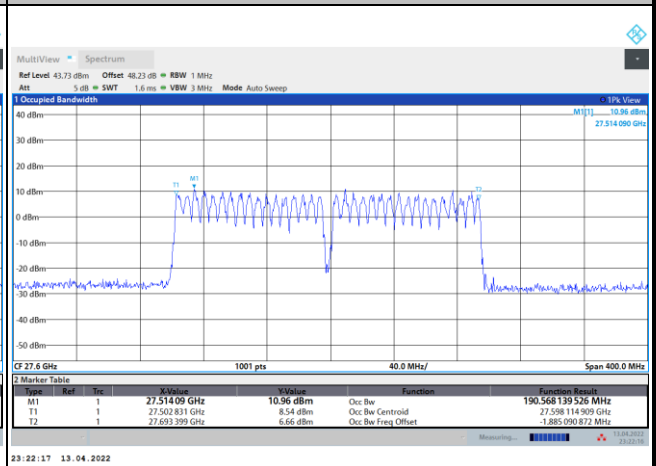 MultiView Spectrum
Ref Level 43.73 dBm Offset 48.23 dB RBW 1 MHz
Att 5 dB SWT 1.6 ms VBW 3 MHz Mode Auto Sweep
1 Occupied Bandwidth 1Pk View
M1[1] 10.96 dBm
27.514 090 GHz
40 dBm
30 dBm
20 dBm
T1 M1 T2
10 dBm
0 dBm
-10 dBm
-20 dBm
-30 dBm
-40 dBm
-50 dBm
CF 27.6 GHz 1001 pts 40.0 MHz/ Span 400.0 MHz
2 Marker Table
Type Ref Trc X-Value Y-Value Function Function Result
M1 1 27.514 09 GHz 10.96 dBm Occ Bw 190.568 139 526 MHz
T1 1 27.502 831 GHz 8.54 dBm Occ Bw Centroid 27.598 114 909 GHz
T2 1 27.693 399 GHz 6.66 dBm Occ Bw Freq Offset -1.885 090 872 MHz
Measuring... 13.04.2022
23:22:16
23:22:17 13.04.2022